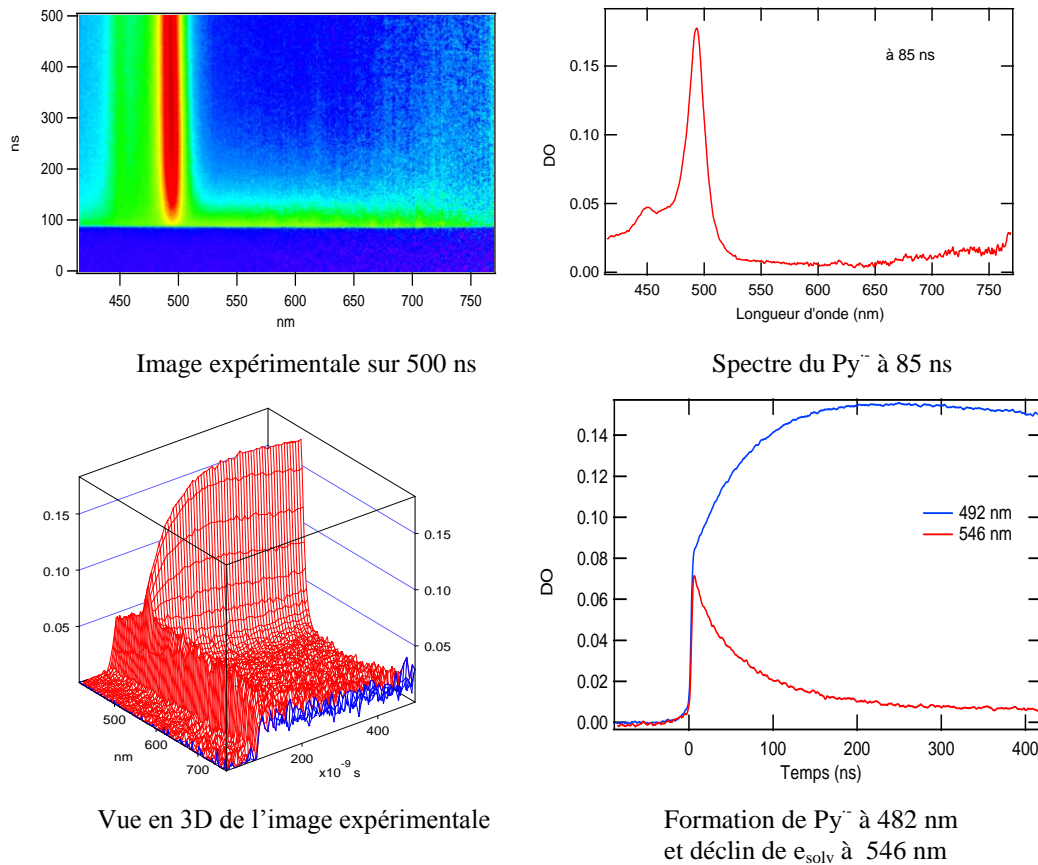 500
400
300
200
100
0
ns
450 500 550 600 650 700 750
nm
Image expérimentale sur 500 ns
0.15
0.10
0.05
0.00
DO
à 85 ns
450 500 550 600 650 700 750
Longueur d'onde (nm)
Spectre du Py·- à 85 ns
0.15
0.10
0.05
0.15
0.10
0.05
500
600
700
nm
200
400
x10-9 s
Vue en 3D de l'image expérimentale
0.14
0.12
0.10
0.08
0.06
0.04
0.02
0.00
DO
492 nm
546 nm
0 100 200 300 400
Temps (ns)
Formation de Py·- à 482 nm
et déclin de esolv à 546 nm